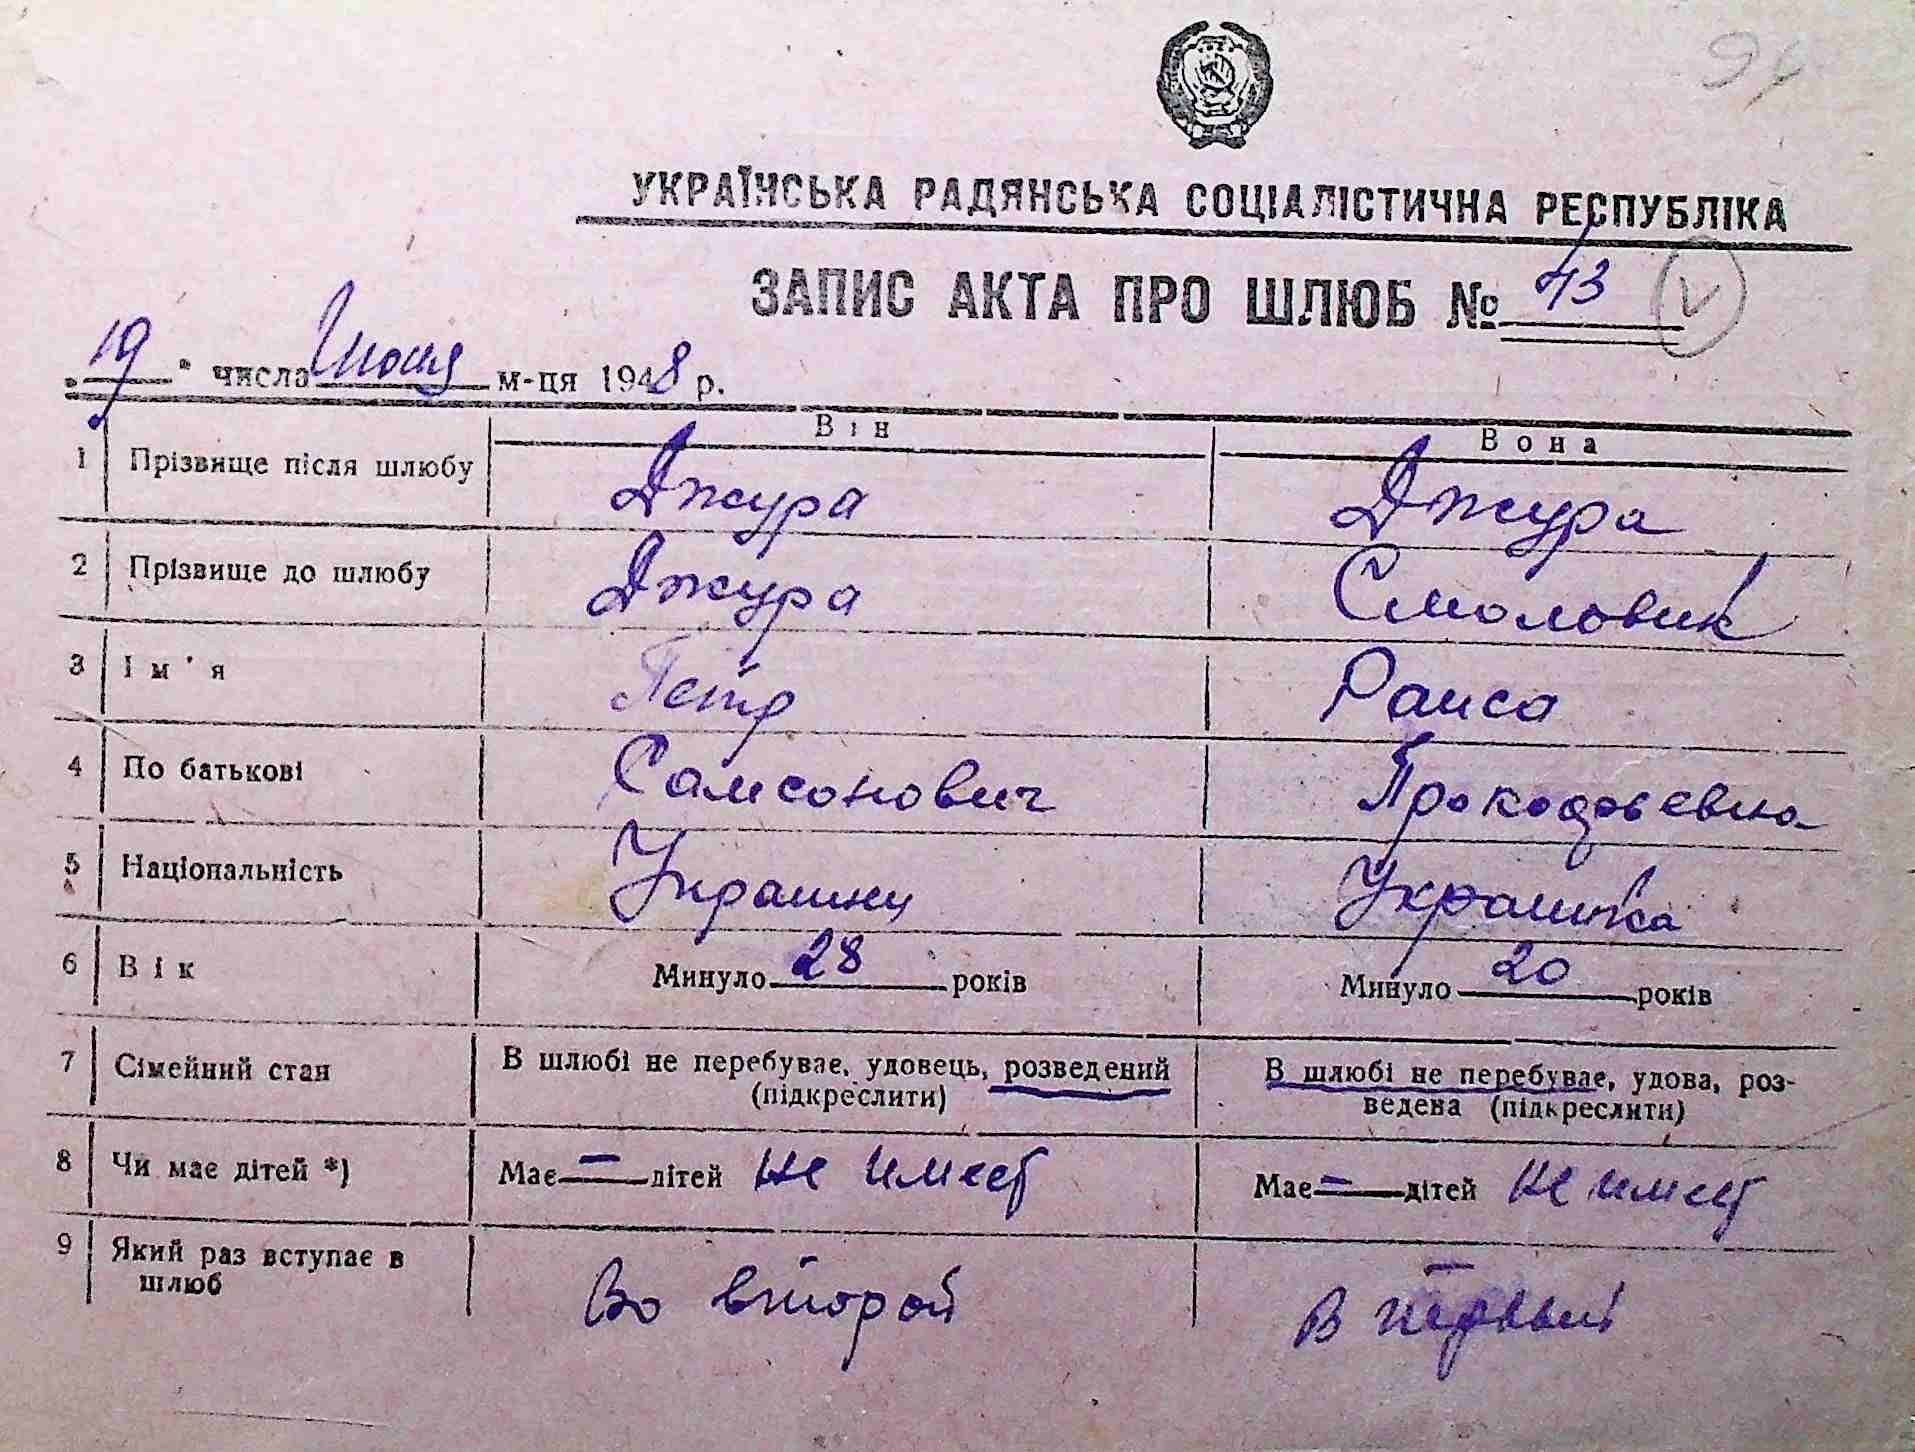 94
УКРАЇНСЬКА РАДЯНСЬКА СОЦІАЛІСТИЧНА РЕСПУБЛІКА
ЗАПИС АКТА ПРО ШЛЮБ № 43
"19" числа м-ця 1948 р.
Він Вона
1 Прізвище після шлюбу Джура Джура
2 Прізвище до шлюбу Джура Смоловик
3 Ім'я Петр Раиса
4 По батькові Самсонович Прокофьевна
5 Національність Украинец Украинка
6 Вік Минуло 28 років Минуло 20 років
7 Сімейний стан В шлюбі не перебуває, удовець, розведений В шлюбі не перебуває, удова, роз-
(підкреслити) ведена (підкреслити)
8 Чи має дітей *) Має — дітей не имеет Має — дітей не имеет
9 Який раз вступає в Во второй В первый
шлюб